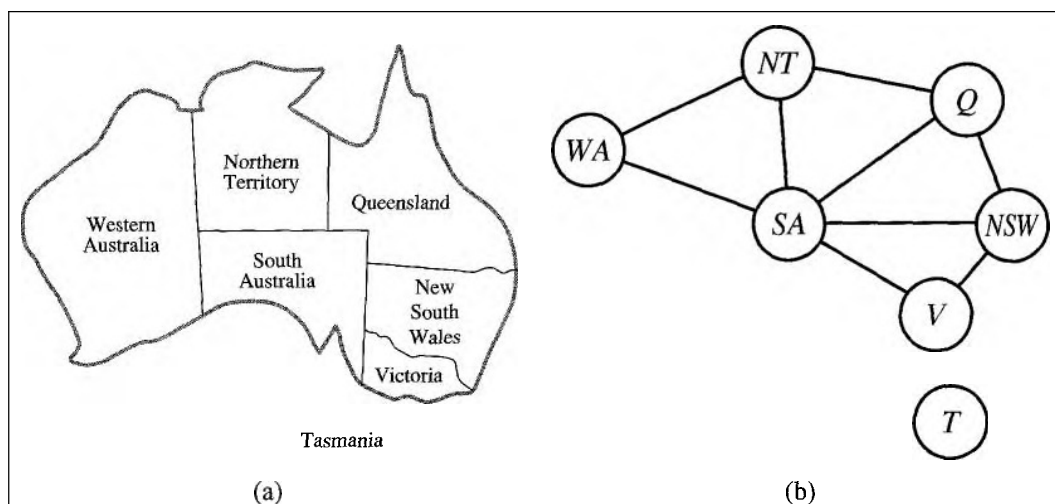 Northern
Territory
Western
Australia
Queensland
South
Australia
New
South
Wales
Victoria
Tasmania
(a)
NT
Q
WA
SA
NSW
V
T
(b)